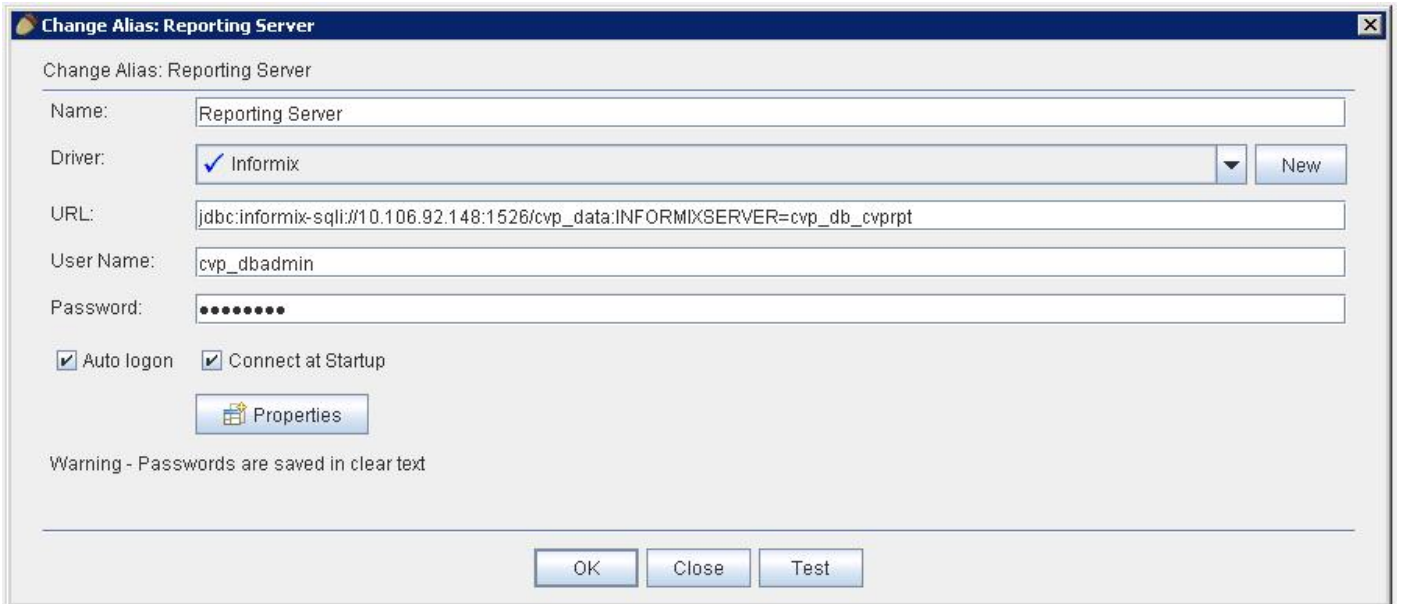 Change Alias: Reporting Server
Change Alias: Reporting Server
Name: Reporting Server
Driver: Informix New
URL: jdbc:informix-sqli://10.106.92.148:1526/cvp_data:INFORMIXSERVER=cvp_db_cvprpt
User Name: cvp_dbadmin
Password: ●●●●●●●●
Auto logon Connect at Startup
Properties
Warning - Passwords are saved in clear text
OK Close Test